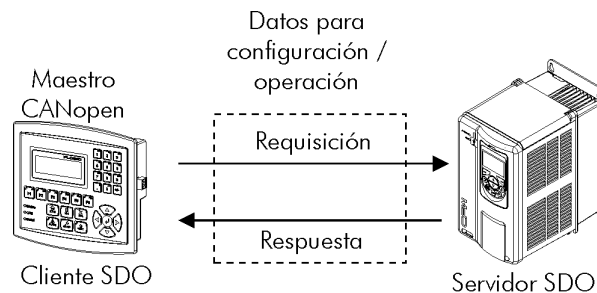 Datos para
configuración /
operación
Maestro
CANopen
Requisición
Respuesta
Cliente SDO
Servidor SDO